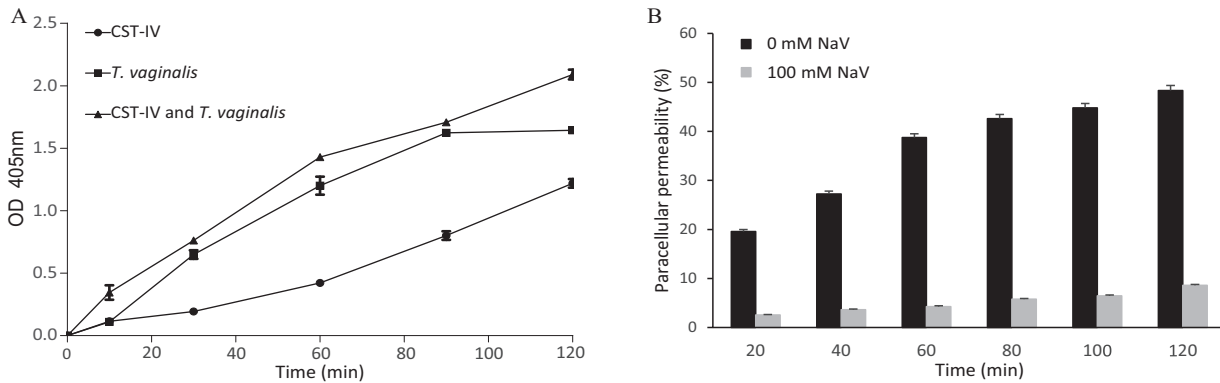 A
2.5
2.0
1.5
1.0
0.5
0.0
OD 405nm
CST-IV
T. vaginalis
CST-IV and T. vaginalis
0 20 40 60 80 100 120
Time (min)
B
60
50
40
30
20
10
0
Paracellular permeability (%)
0 mM NaV
100 mM NaV
20 40 60 80 100 120
Time (min)